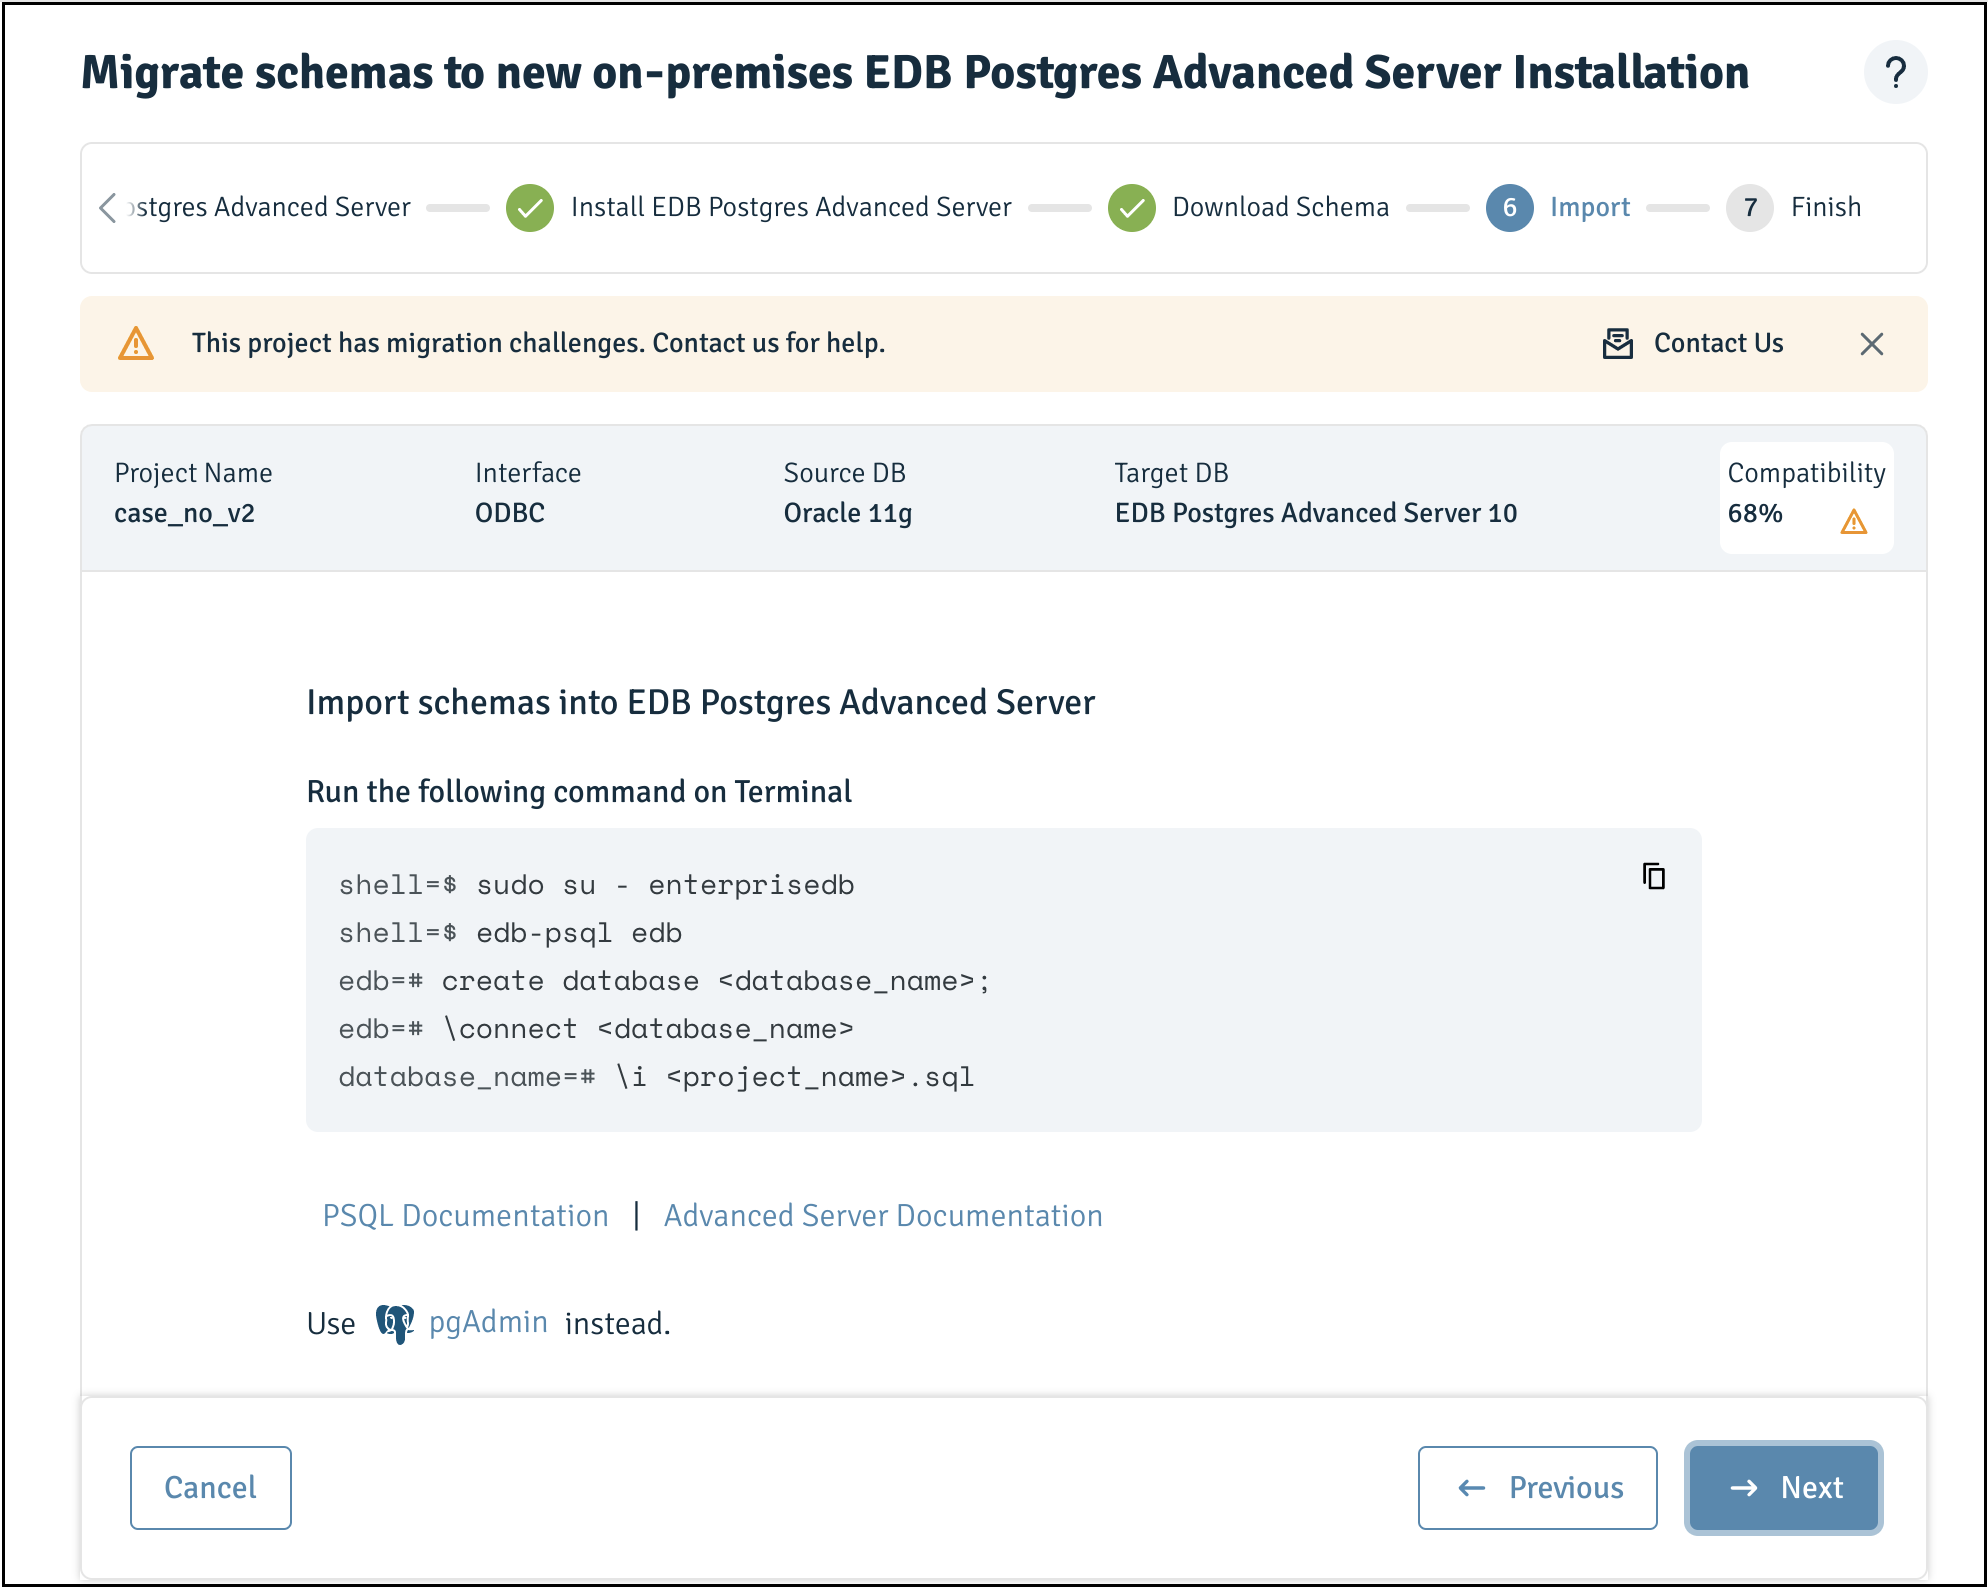 Migrate schemas to new on-premises EDB Postgres Advanced Server Installation
?
ostgres Advanced Server
Install EDB Postgres Advanced Server
Download Schema
6 Import
7 Finish
This project has migration challenges. Contact us for help.
Contact Us
Project Name
case_no_v2
Interface
ODBC
Source DB
Oracle 11g
Target DB
EDB Postgres Advanced Server 10
Compatibility
68%
Import schemas into EDB Postgres Advanced Server
Run the following command on Terminal
shell=$ sudo su - enterprisedb
shell=$ edb-psql edb
edb=# create database <database_name>;
edb=# \connect <database_name>
database_name=# \i <project_name>.sql
PSQL Documentation | Advanced Server Documentation
Use pgAdmin instead.
Cancel
← Previous
→ Next